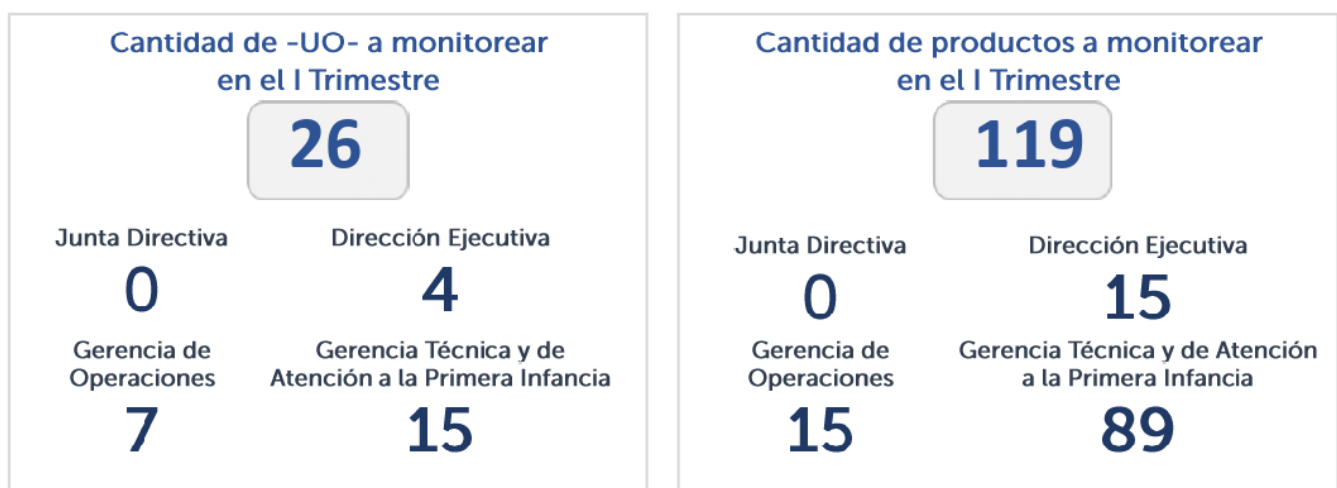 Cantidad de -UO- a monitorear
en el I Trimestre
26
Junta Directiva
0
Dirección Ejecutiva
4
Gerencia de
Operaciones
7
Gerencia Técnica y de
Atención a la Primera Infancia
15
Cantidad de productos a monitorear
en el I Trimestre
119
Junta Directiva
0
Dirección Ejecutiva
15
Gerencia de
Operaciones
15
Gerencia Técnica y de Atención
a la Primera Infancia
89